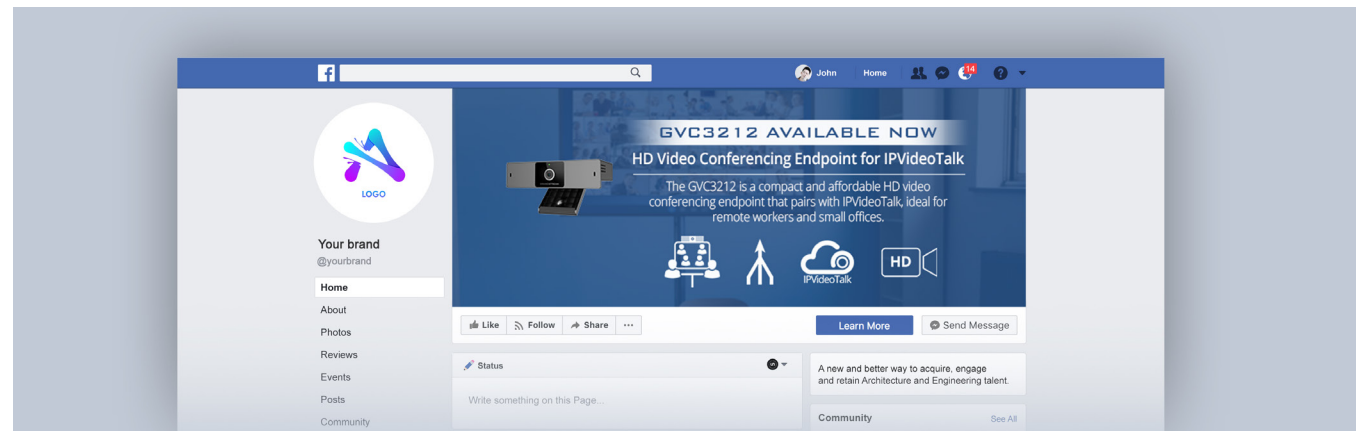 f
John
Home
14
?
LOGO
Your brand
@yourbrand
Home
About
Photos
Reviews
Events
Posts
Community
GVC3212 AVAILABLE NOW
HD Video Conferencing Endpoint for IPVideoTalk
The GVC3212 is a compact and affordable HD video
conferencing endpoint that pairs with IPVideoTalk, ideal for
remote workers and small offices.
IPVideoTalk
HD
Like
Follow
Share
Learn More
Send Message
Status
Write something on this Page...
A new and better way to acquire, engage
and retain Architecture and Engineering talent.
Community
See All